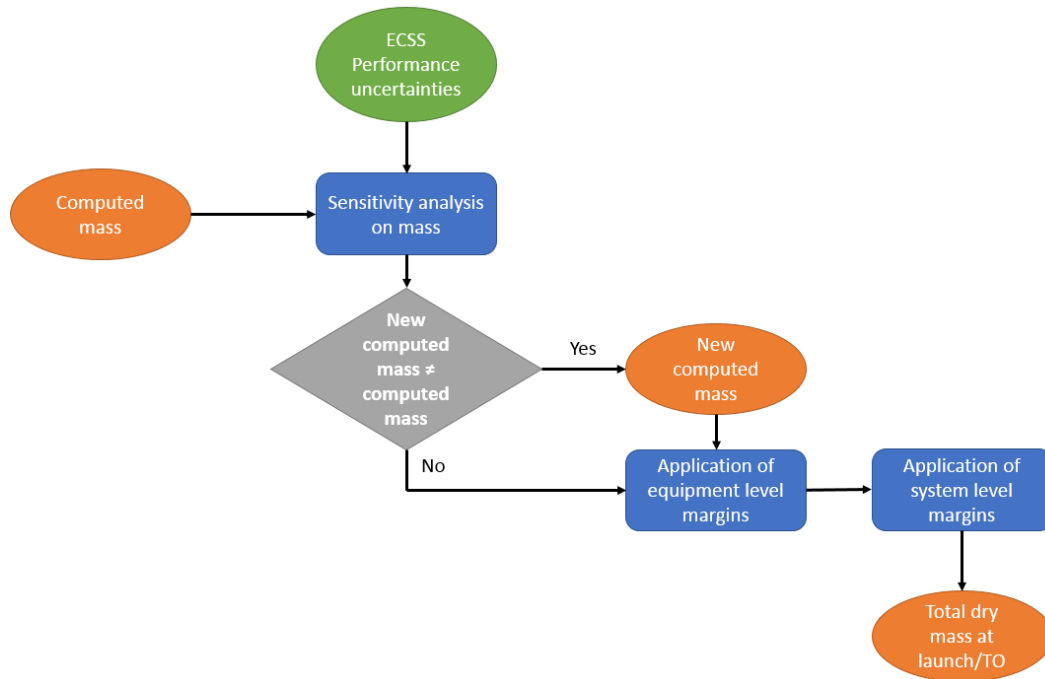 ECSS
Performance
uncertainties
Computed
mass
Sensitivity analysis
on mass
New
computed
mass ≠
computed
mass
Yes
New
computed
mass
No
Application of
equipment level
margins
Application of
system level
margins
Total dry
mass at
launch/TO